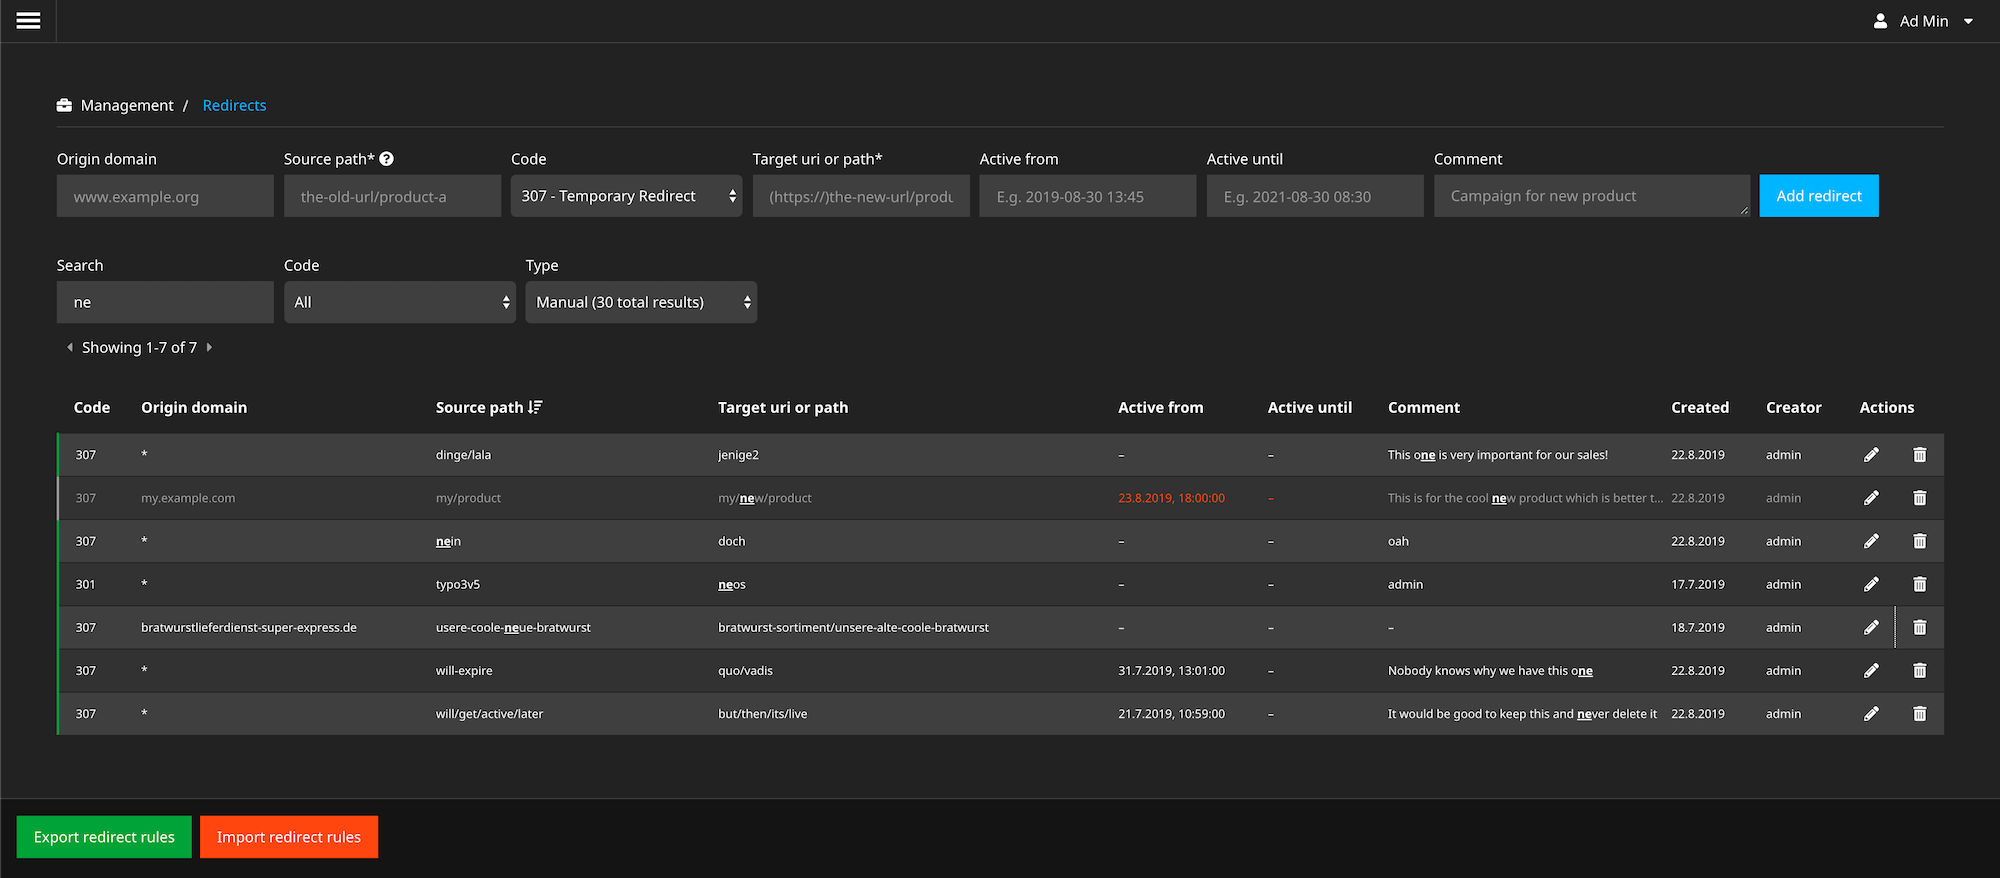 Ad Min
Management / Redirects
Origin domain Source path* Code Target uri or path* Active from Active until Comment
www.example.org the-old-url/product-a 307 - Temporary Redirect (https://)the-new-url/produ E.g. 2019-08-30 13:45 E.g. 2021-08-30 08:30 Campaign for new product Add redirect
Search Code Type
ne All Manual (30 total results)
Showing 1-7 of 7
Code Origin domain Source path Target uri or path Active from Active until Comment Created Creator Actions
307 * dinge/lala jenige2 – – This one is very important for our sales! 22.8.2019 admin
307 my.example.com my/product my/new/product 23.8.2019, 18:00:00 – This is for the cool new product which is better t... 22.8.2019 admin
307 * nein doch – – oah 22.8.2019 admin
301 * typo3v5 neos – – admin 17.7.2019 admin
307 bratwurstlieferdienst-super-express.de usere-coole-neue-bratwurst bratwurst-sortiment/unsere-alte-coole-bratwurst – – – 18.7.2019 admin
307 * will-expire quo/vadis 31.7.2019, 13:01:00 – Nobody knows why we have this one 22.8.2019 admin
307 * will/get/active/later but/then/its/live 21.7.2019, 10:59:00 – It would be good to keep this and never delete it 22.8.2019 admin
Export redirect rules Import redirect rules